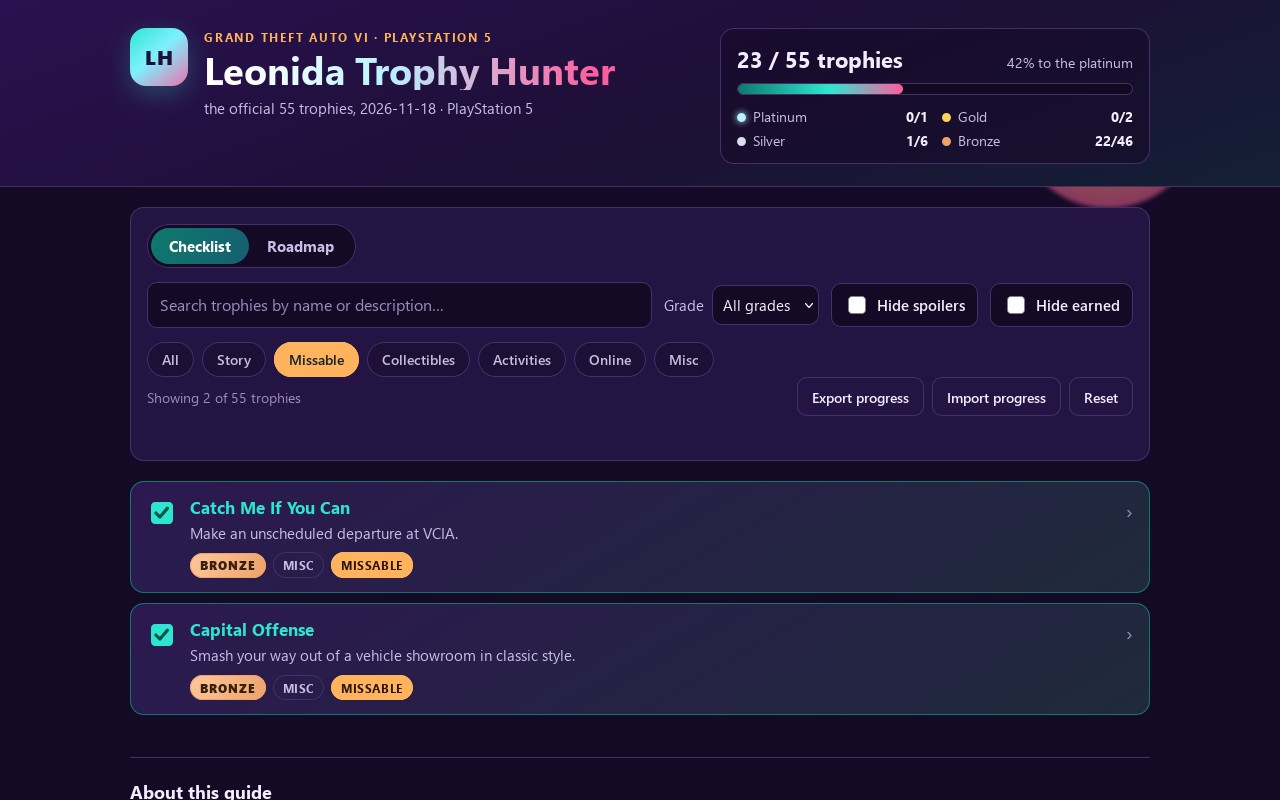 LH
GRAND THEFT AUTO VI · PLAYSTATION 5
Leonida Trophy Hunter
the official 55 trophies, 2026-11-18 · PlayStation 5
23 / 55 trophies
42% to the platinum
Platinum 0/1
Gold 0/2
Silver 1/6
Bronze 22/46
Checklist Roadmap
Search trophies by name or description...
Grade All grades Hide spoilers Hide earned
All Story Missable Collectibles Activities Online Misc
Showing 2 of 55 trophies
Export progress Import progress Reset
Catch Me If You Can
Make an unscheduled departure at VCIA.
BRONZE MISC MISSABLE
Capital Offense
Smash your way out of a vehicle showroom in classic style.
BRONZE MISC MISSABLE
About this guide